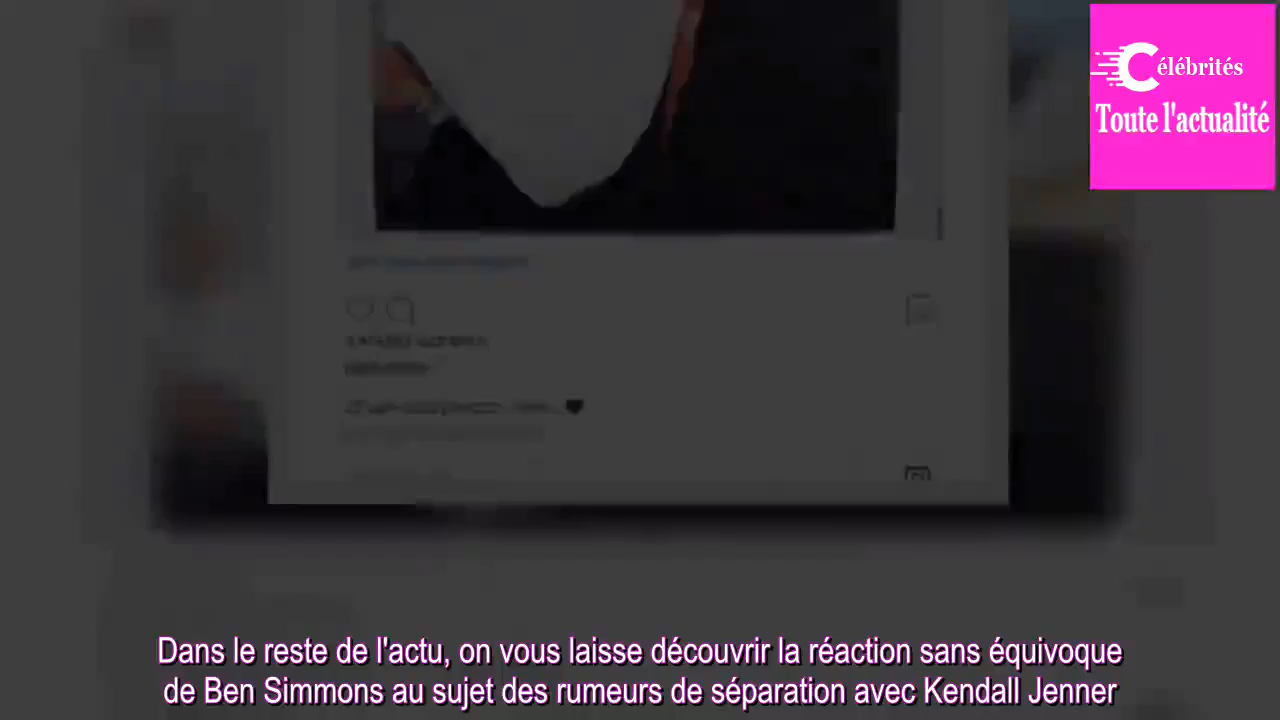 Célébrités
Toute l'actualité
Dans le reste de l'actu, on vous laisse découvrir la réaction sans équivoque
de Ben Simmons au sujet des rumeurs de séparation avec Kendall Jenner